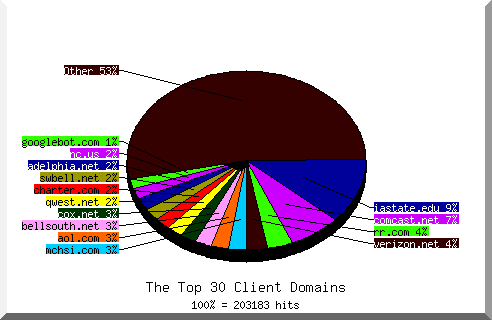 Other 53%
googlebot.com 1%
nc.us 2%
adelphia.net 2%
swbell.net 2%
charter.com 2%
qwest.net 2%
cox.net 3%
bellsouth.net 3%
aol.com 3%
mchsi.com 3%
iastate.edu 9%
comcast.net 7%
rr.com 4%
verizon.net 4%
The Top 30 Client Domains
100% = 203183 hits